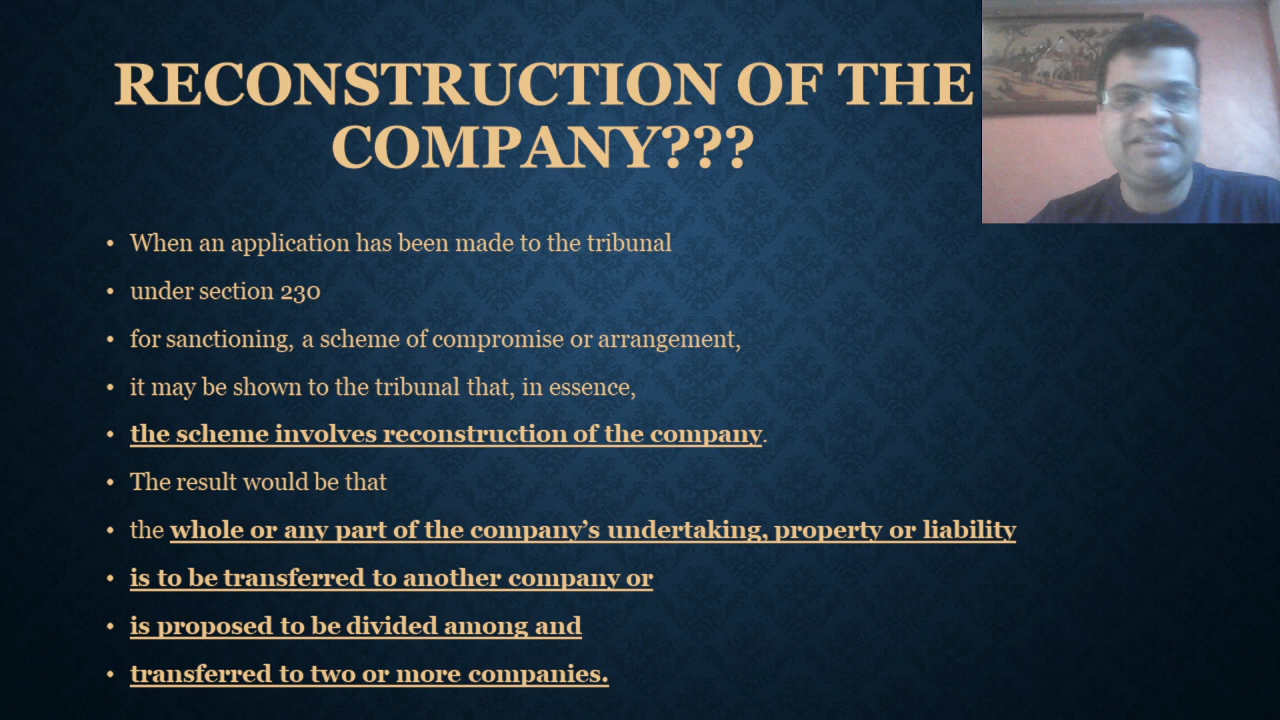 RECONSTRUCTION OF THE
COMPANY???
• When an application has been made to the tribunal
• under section 230
• for sanctioning, a scheme of compromise or arrangement,
• it may be shown to the tribunal that, in essence,
• the scheme involves reconstruction of the company.
• The result would be that
• the whole or any part of the company’s undertaking, property or liability
• is to be transferred to another company or
• is proposed to be divided among and
• transferred to two or more companies.